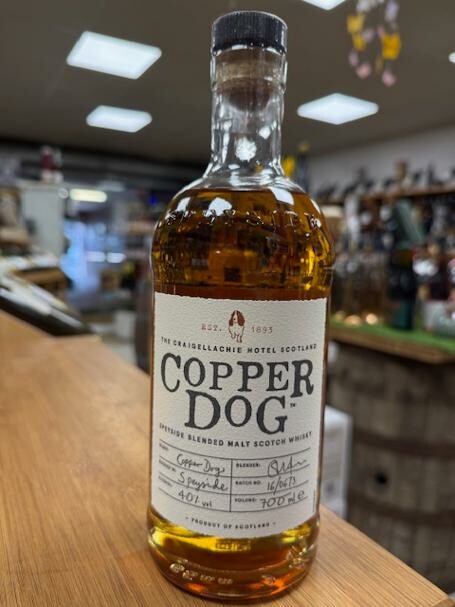 EST. 1893
THE CRAIGELLACHIE HOTEL SCOTLAND
COPPER
DOG™
SPEYSIDE BLENDED MALT SCOTCH WHISKY
Copper Dog BLENDER:
Speyside BATCH NO. 16/0673
40% vol VOLUME: 700 ml e
- PRODUCT OF SCOTLAND -